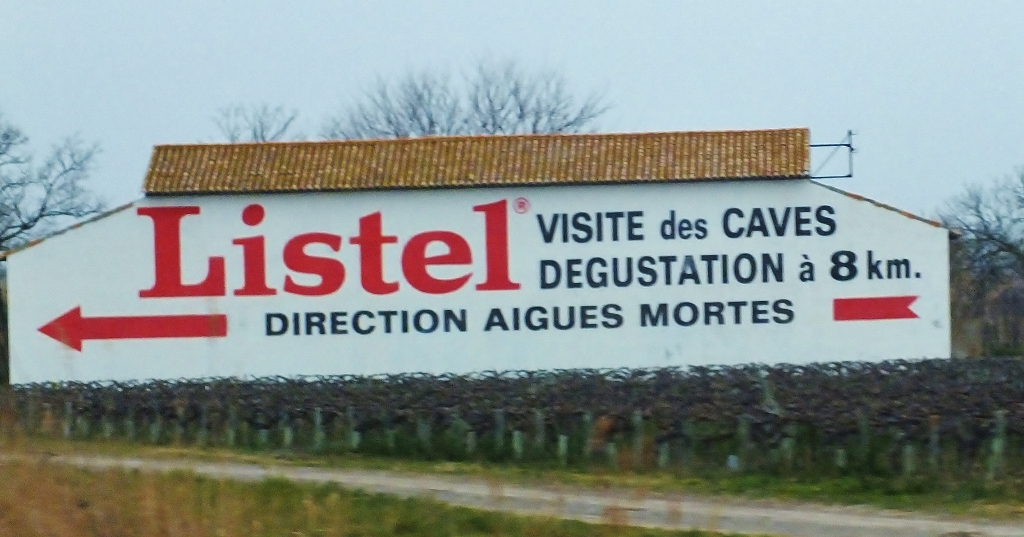 Listel®
VISITE des CAVES
DEGUSTATION à 8 km.
DIRECTION AIGUES MORTES